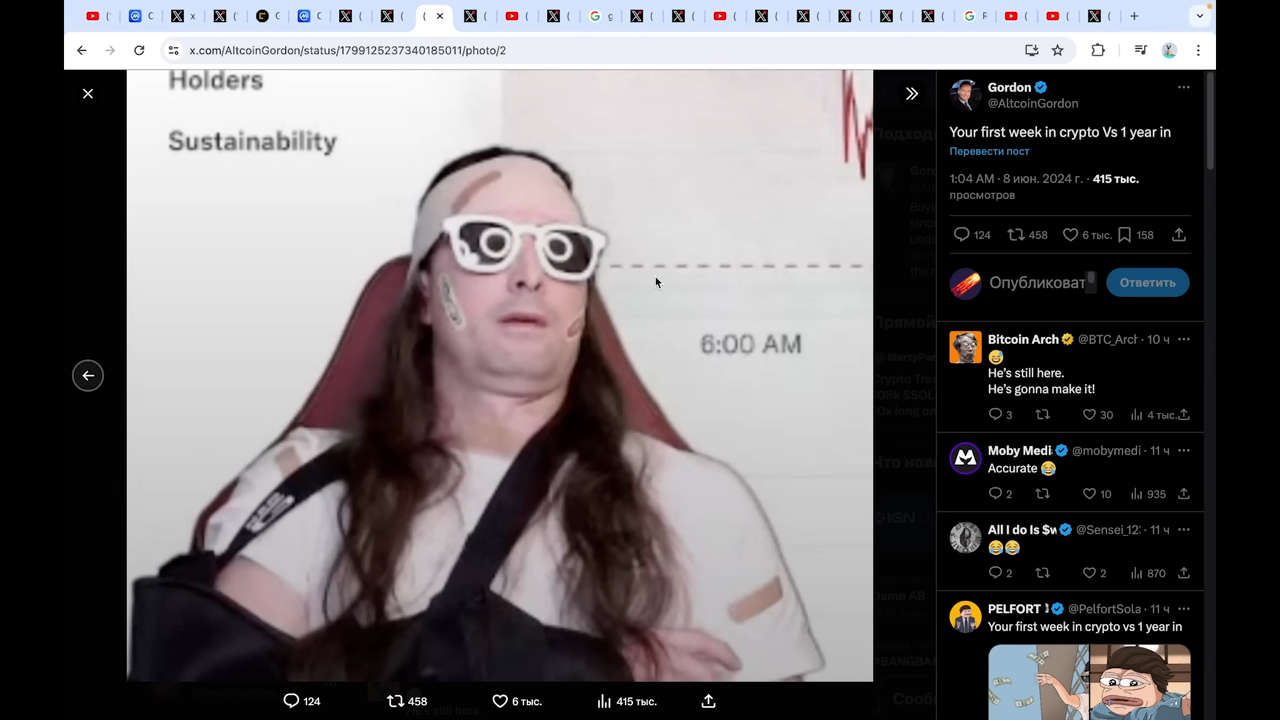 x.com/AltcoinGordon/status/1799125237340185011/photo/2
Holders
Sustainability
6:00 AM
124
458
6 тыс.
415 тыс.
Gordon
@AltcoinGordon
Your first week in crypto Vs 1 year in
Перевести пост
1:04 AM · 8 июн. 2024 г. · 415 тыс.
просмотров
124 458 6 тыс. 158
Опубликоват
Ответить
Bitcoin Arch @BTC_Arch · 10 ч
😅
He's still here.
He's gonna make it!
3 30 4 тыс.
Moby Medi @mobymedi · 11 ч
Accurate 😂
2 10 935
All I do Is $w @Sensei_12 · 11 ч
😂😂
2 2 870
PELFORT @PelfortSola · 11 ч
Your first week in crypto vs 1 year in